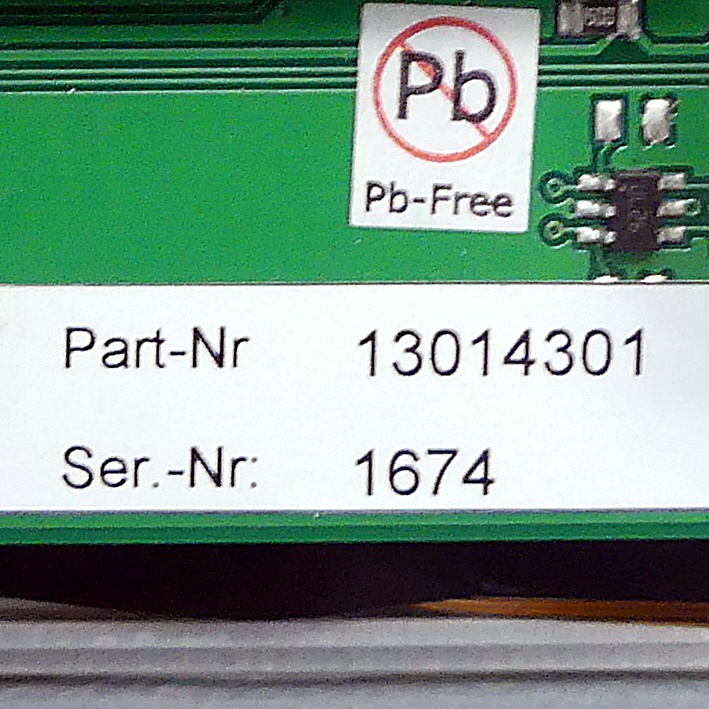 Pb
Pb-Free
Part-Nr 13014301
Ser.-Nr: 1674